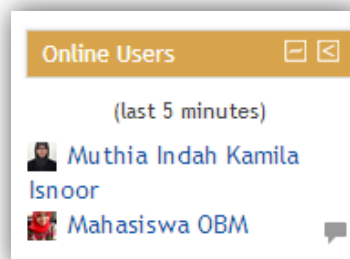 Online Users
(last 5 minutes)
Muthia Indah Kamila
Isnoor
Mahasiswa OBM